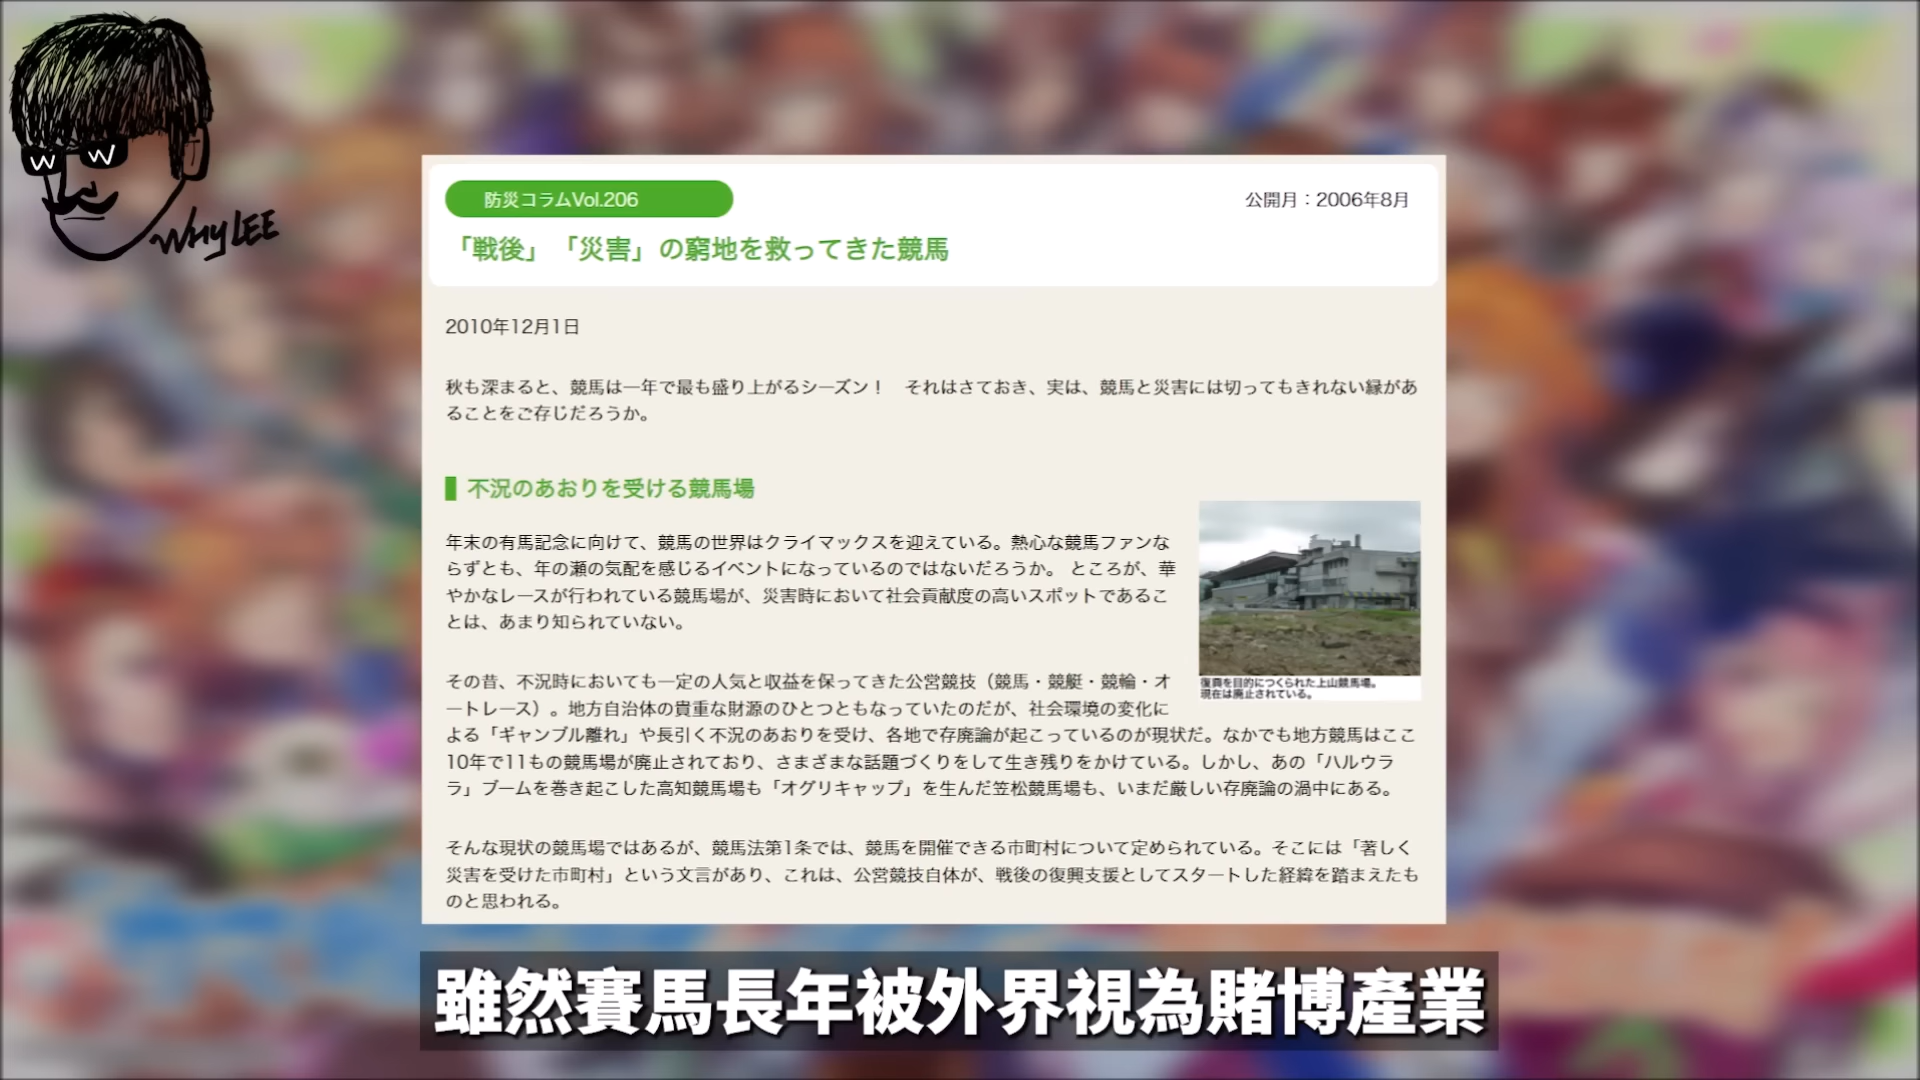 W W
WHYLEE
防災コラムVol.206
公開月：2006年8月
「戦後」「災害」の窮地を救ってきた競馬
2010年12月1日
秋も深まると、競馬は一年で最も盛り上がるシーズン！　それはさておき、実は、競馬と災害には切ってもきれない縁があ
ることをご存じだろうか。
不況のあおりを受ける競馬場
年末の有馬記念に向けて、競馬の世界はクライマックスを迎えている。熱心な競馬ファンな
らずとも、年の瀬の気配を感じるイベントになっているのではないだろうか。 ところが、華
やかなレースが行われている競馬場が、災害時において社会貢献度の高いスポットであるこ
とは、あまり知られていない。
復興を目的につくられた上山競馬場。
現在は廃止されている。
その昔、不況時においても一定の人気と収益を保ってきた公営競技（競馬・競艇・競輪・オ
ートレース）。地方自治体の貴重な財源のひとつともなっていたのだが、社会環境の変化に
よる「ギャンブル離れ」や長引く不況のあおりを受け、各地で存廃論が起こっているのが現状だ。なかでも地方競馬はここ
10年で11もの競馬場が廃止されており、さまざまな話題づくりをして生き残りをかけている。しかし、あの「ハルウラ
ラ」ブームを巻き起こした高知競馬場も「オグリキャップ」を生んだ笠松競馬場も、いまだ厳しい存廃論の渦中にある。
そんな現状の競馬場ではあるが、競馬法第1条では、競馬を開催できる市町村について定められている。そこには「著しく
災害を受けた市町村」という文言があり、これは、公営競技自体が、戦後の復興支援としてスタートした経緯を踏まえたも
のと思われる。
雖然賽馬長年被外界視為賭博產業